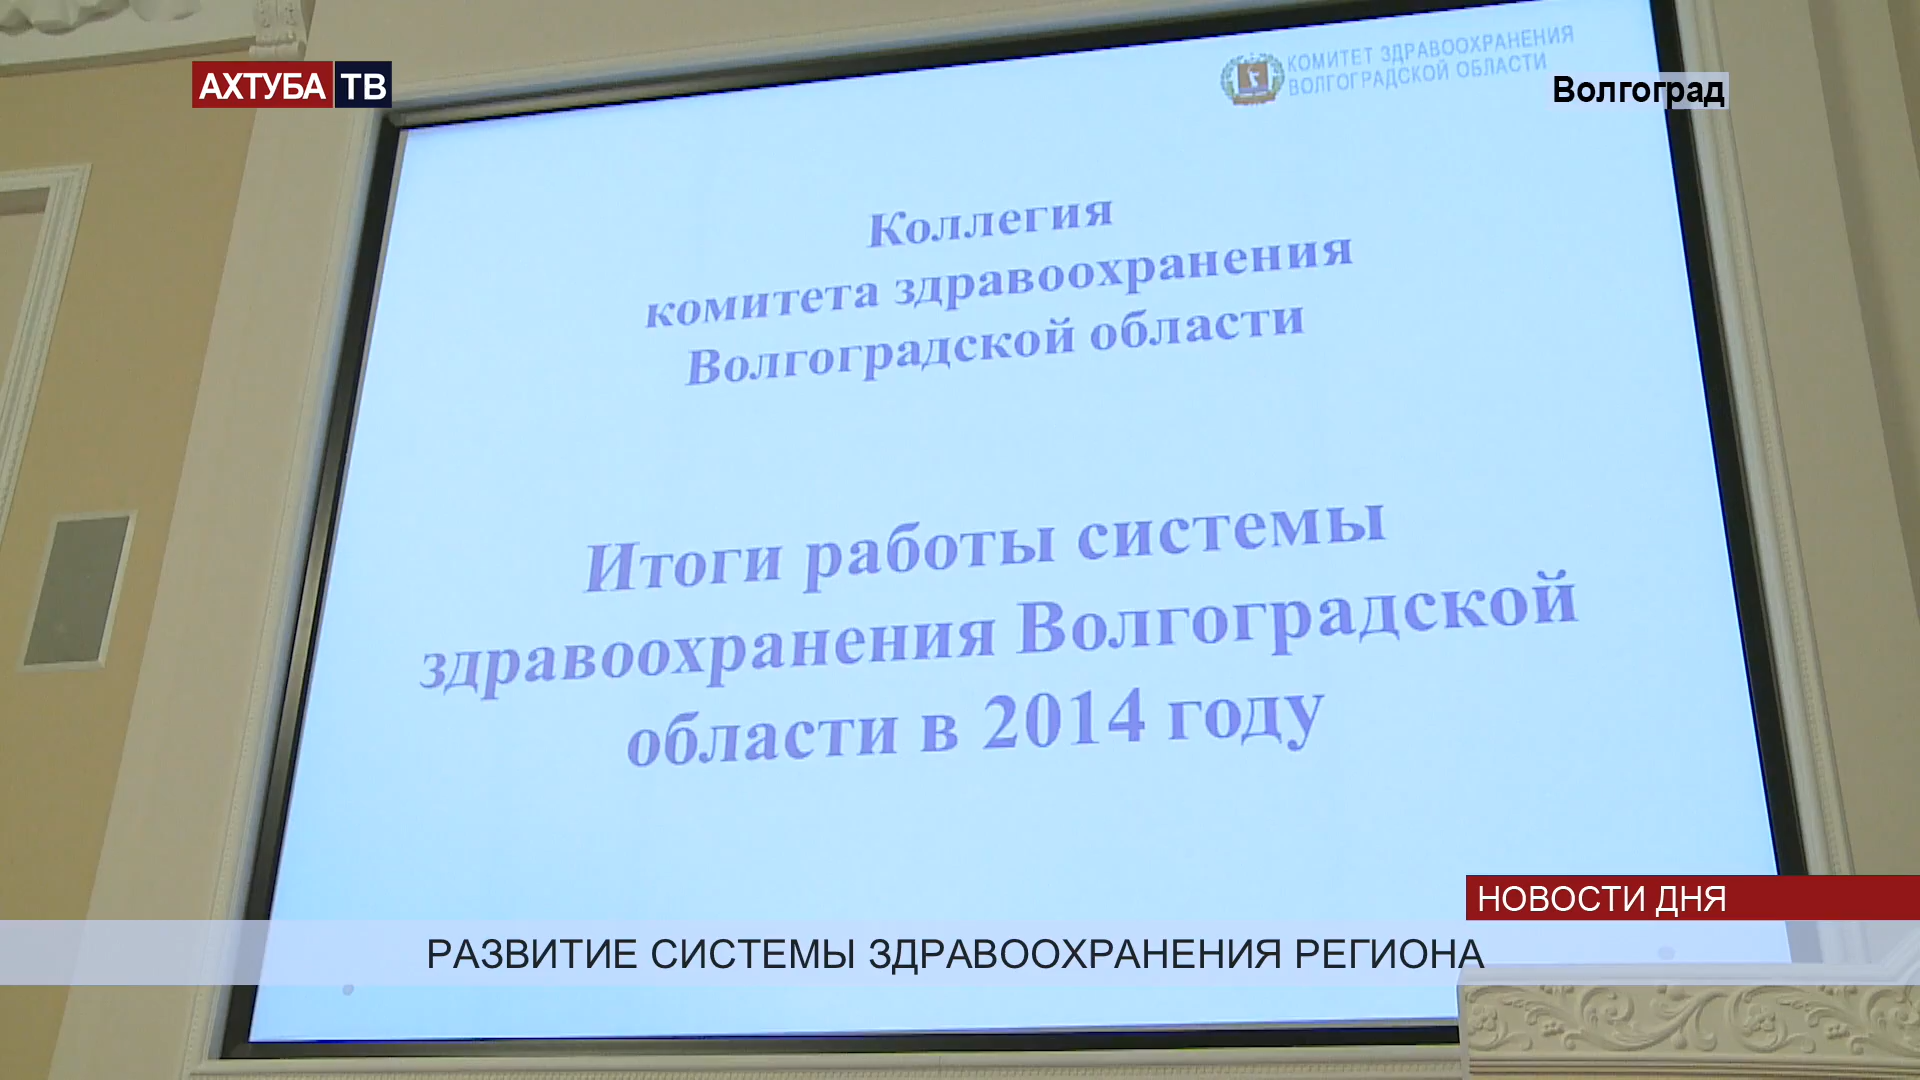 АХТУБА ТВ
КОМИТЕТ ЗДРАВООХРАНЕНИЯ
ВОЛГОГРАДСКОЙ ОБЛАСТИ
Волгоград
Коллегия
комитета здравоохранения
Волгоградской области
Итоги работы системы
здравоохранения Волгоградской
области в 2014 году
НОВОСТИ ДНЯ
РАЗВИТИЕ СИСТЕМЫ ЗДРАВООХРАНЕНИЯ РЕГИОНА